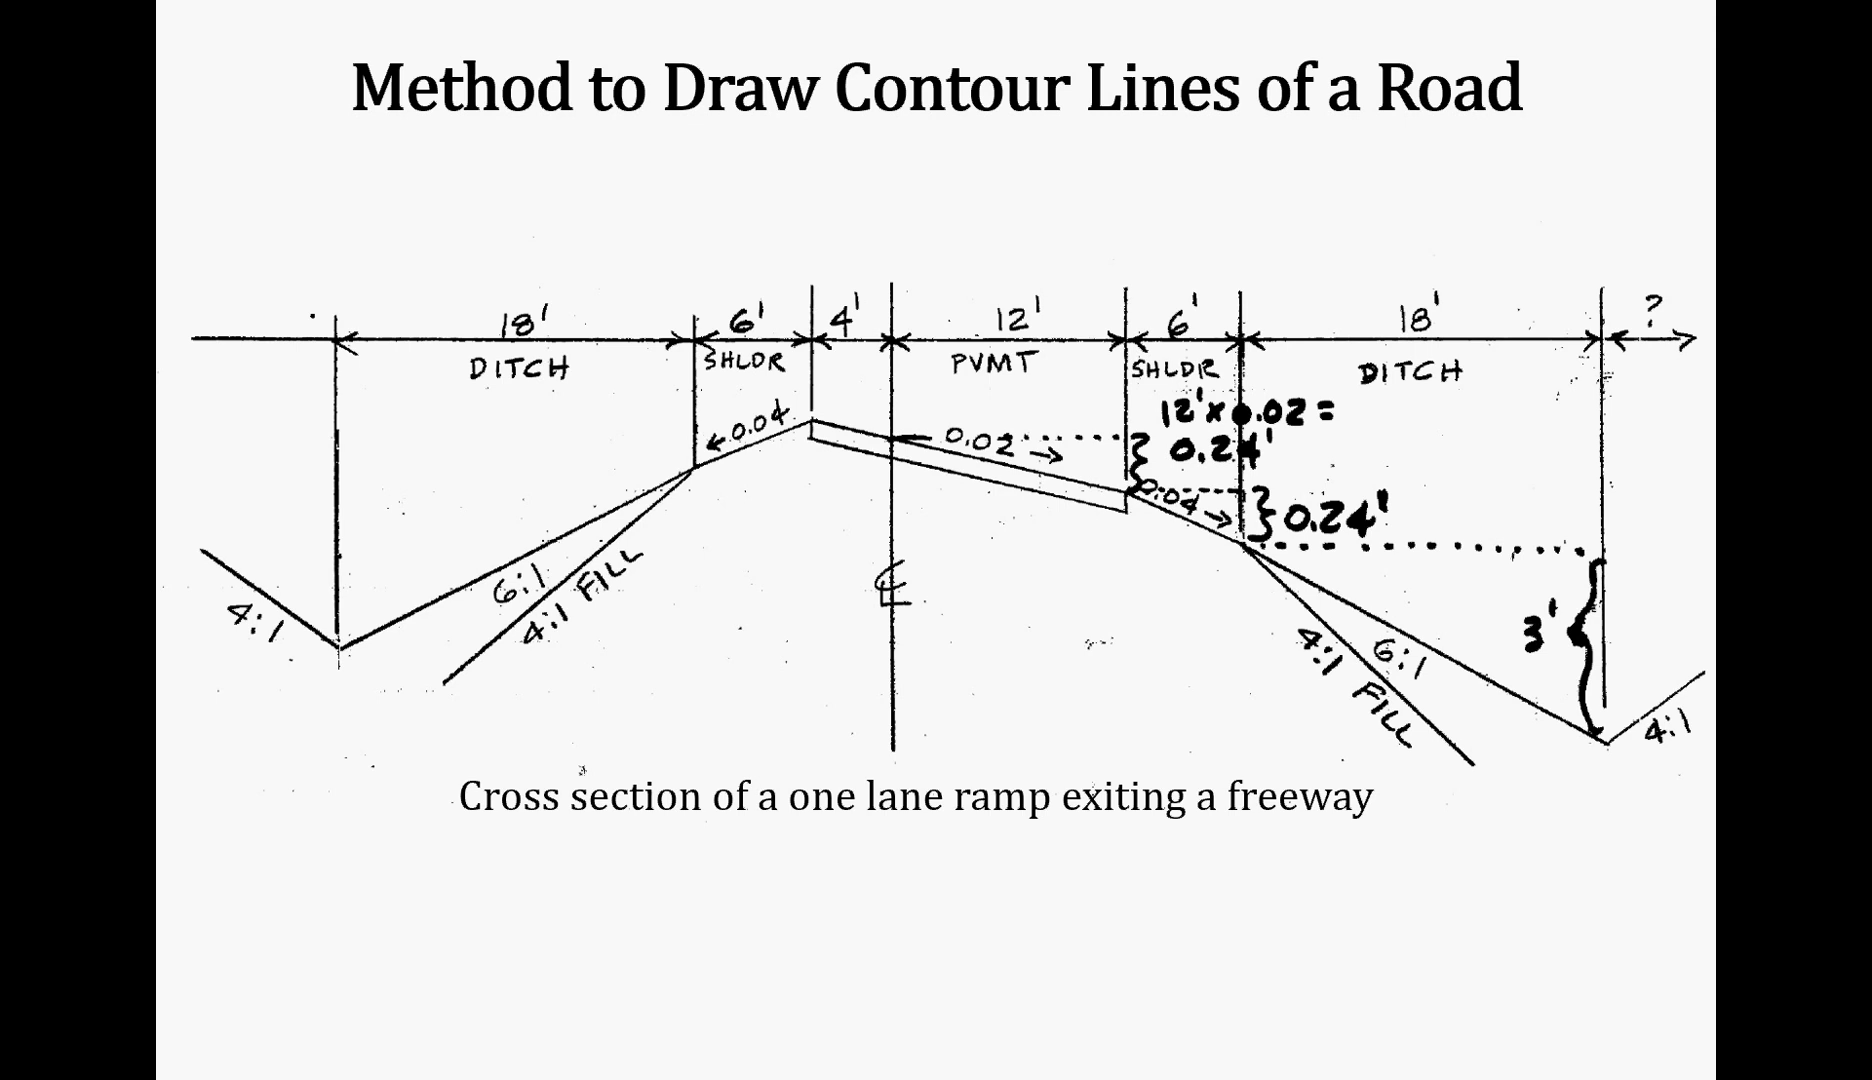 Method to Draw Contour Lines of a Road
18' 6' 4' 12' 6' 18' ?
DITCH SHLDR PVMT SHLDR DITCH
12'x 0.02 =
0.04 0.02 0.24'
0.04 0.24'
4:1 6:1 ℄ 3'
4:1 FILL 4:1 FILL 6:1 4:1
Cross section of a one lane ramp exiting a freeway